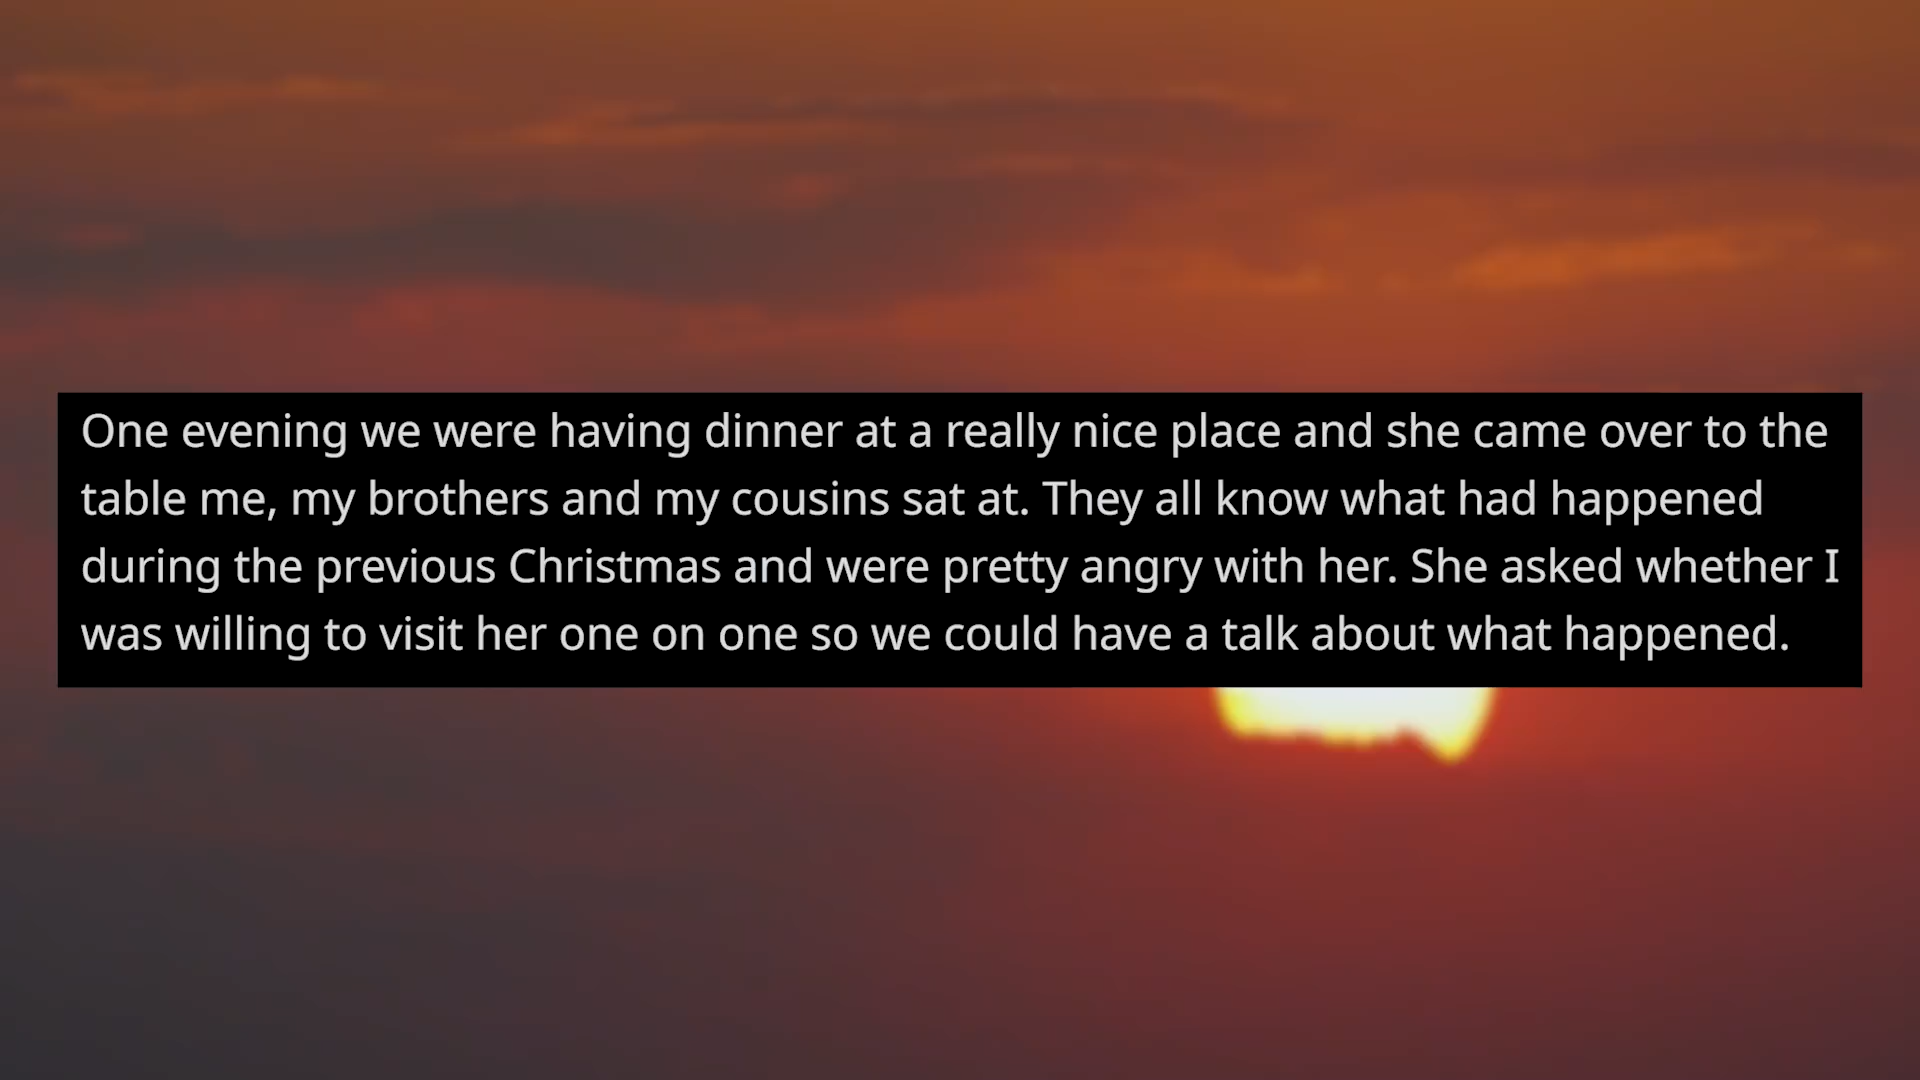 One evening we were having dinner at a really nice place and she came over to the
table me, my brothers and my cousins sat at. They all know what had happened
during the previous Christmas and were pretty angry with her. She asked whether I
was willing to visit her one on one so we could have a talk about what happened.